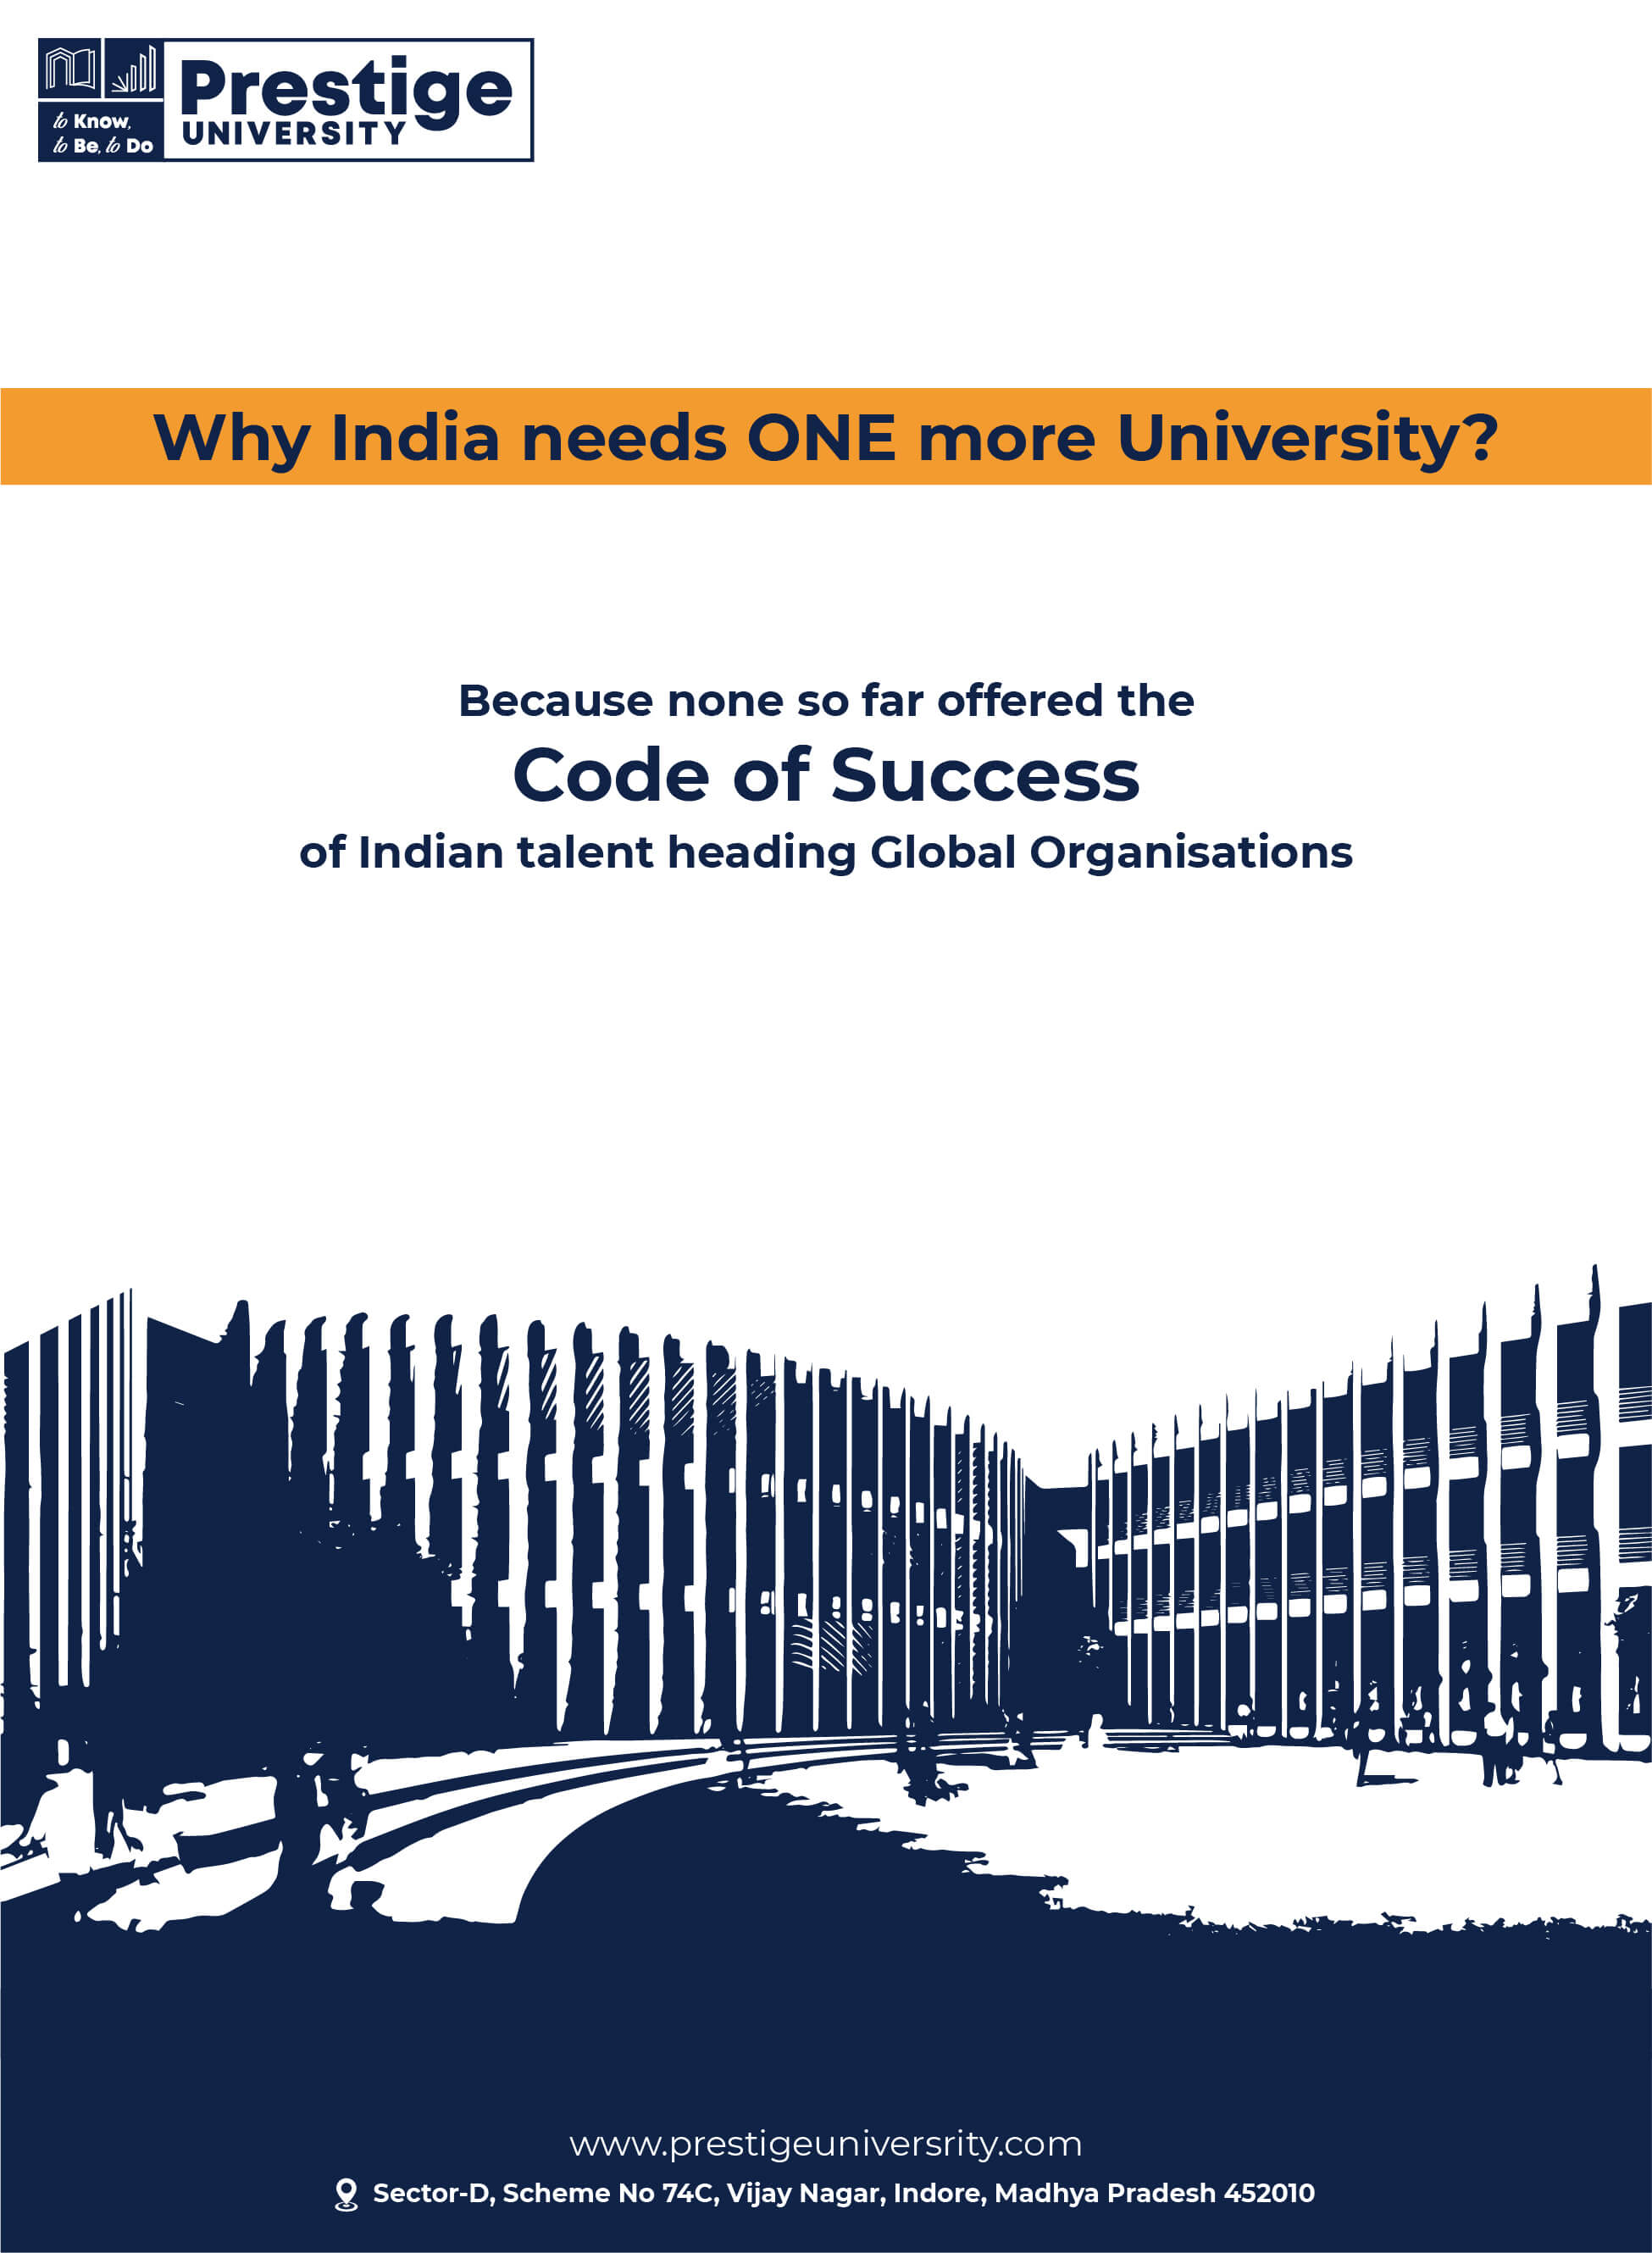 to Know,
to Be, to Do
Prestige
UNIVERSITY
Why India needs ONE more University?
Because none so far offered the
Code of Success
of Indian talent heading Global Organisations
www.prestigeuniversrity.com
Sector-D, Scheme No 74C, Vijay Nagar, Indore, Madhya Pradesh 452010